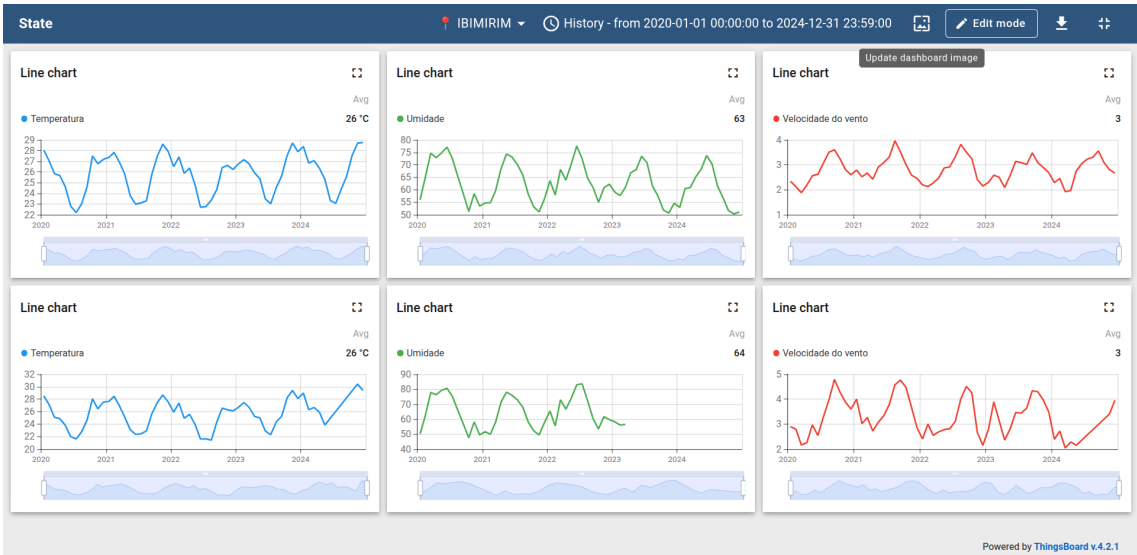 State
IBIMIRIM
History - from 2020-01-01 00:00:00 to 2024-12-31 23:59:00
Edit mode
Update dashboard image
Line chart
Avg
Temperatura
26 °C
29
28
27
26
25
24
23
22
2020
2021
2022
2023
2024
Line chart
Avg
Umidade
63
80
75
70
65
60
55
50
2020
2021
2022
2023
2024
Line chart
Avg
Velocidade do vento
3
4
3
2
1
2020
2021
2022
2023
2024
Line chart
Avg
Temperatura
26 °C
32
30
28
26
24
22
20
2020
2021
2022
2023
2024
Line chart
Avg
Umidade
64
90
80
70
60
50
40
2020
2021
2022
2023
2024
Line chart
Avg
Velocidade do vento
3
5
4
3
2
2020
2021
2022
2023
2024
Powered by ThingsBoard v.4.2.1